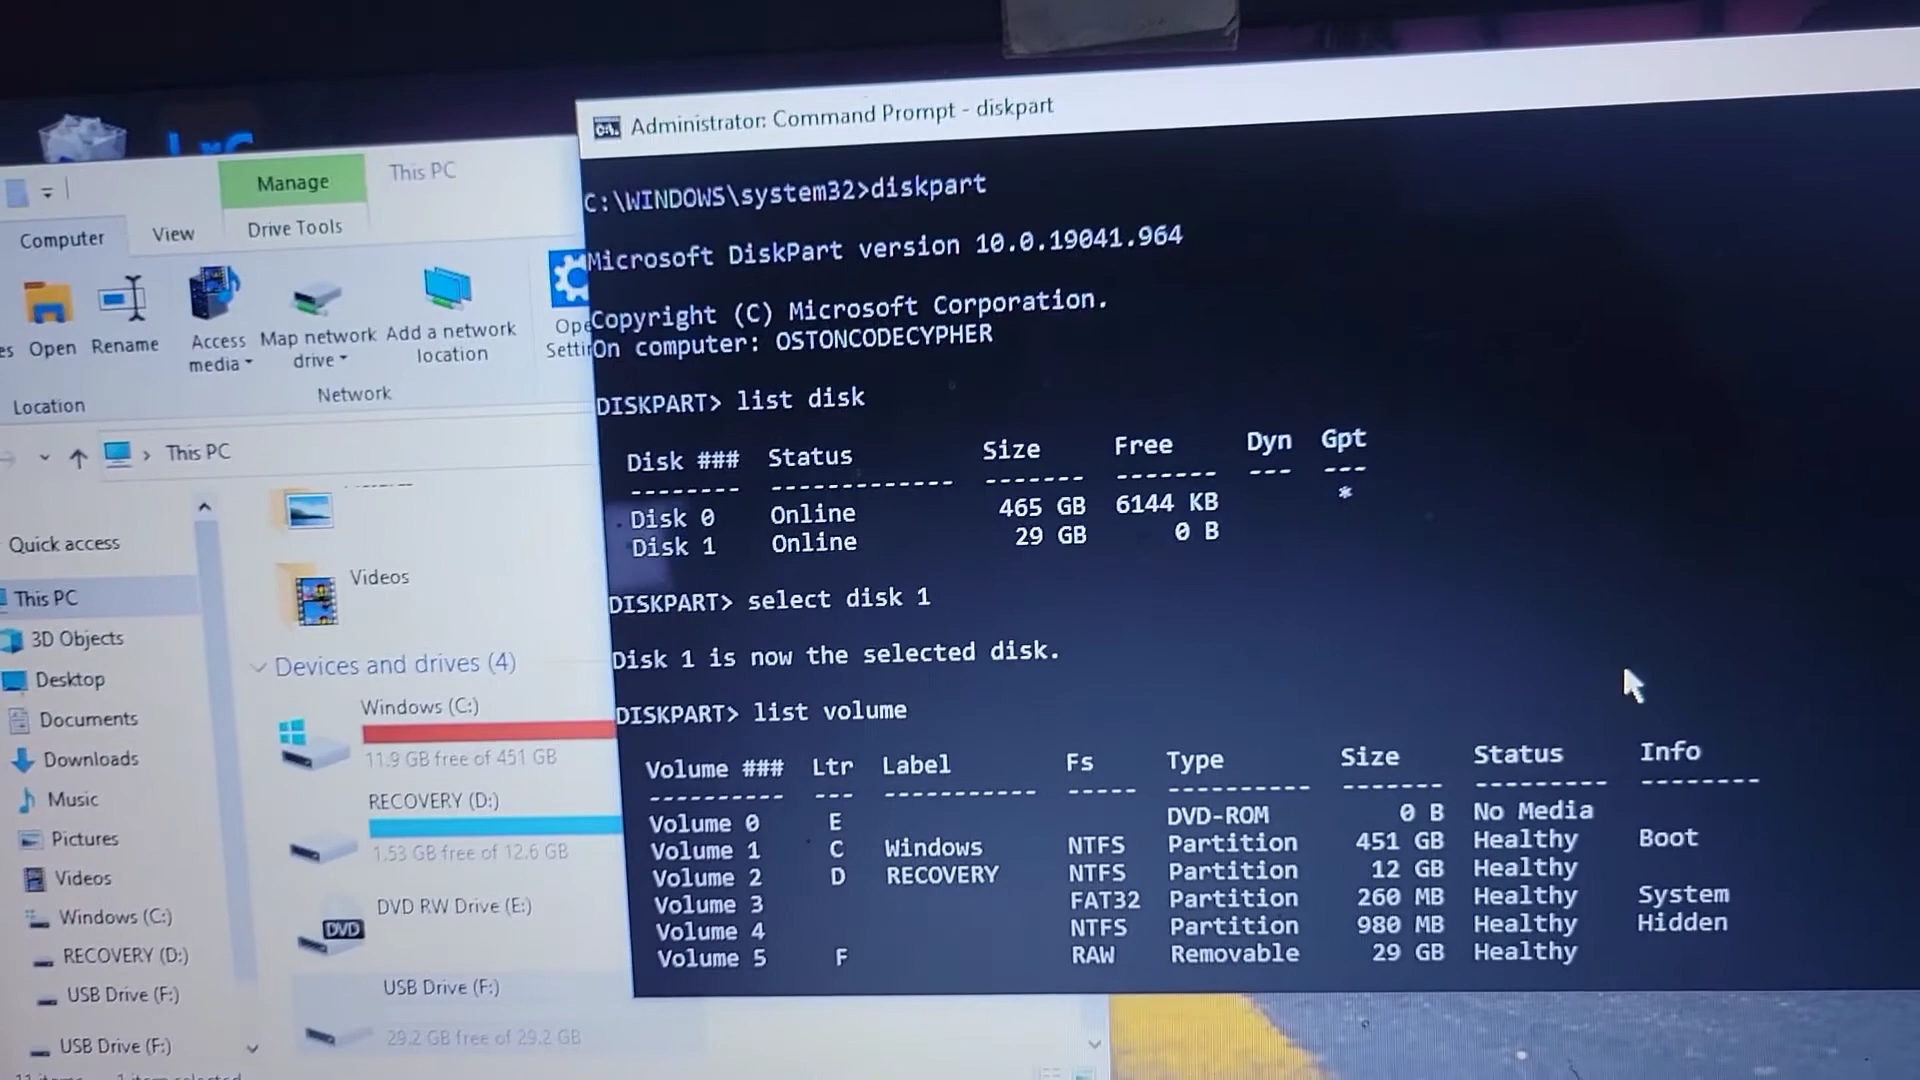 Manage
This PC
Computer
View
Drive Tools
Open
Rename
Access
media
Map network
drive
Add a network
location
Location
Network
This PC
Quick access
This PC
3D Objects
Desktop
Documents
Downloads
Music
Pictures
Videos
Windows (C:)
RECOVERY (D:)
USB Drive (F:)
USB Drive (F:)
Videos
Devices and drives (4)
Windows (C:)
11.9 GB free of 451 GB
RECOVERY (D:)
1.53 GB free of 12.6 GB
DVD RW Drive (E:)
DVD
USB Drive (F:)
29.2 GB free of 29.2 GB
Administrator: Command Prompt - diskpart
C:\WINDOWS\system32>diskpart
Microsoft DiskPart version 10.0.19041.964
Copyright (C) Microsoft Corporation.
On computer: OSTONCODECYPHER
DISKPART> list disk
Disk ### Status Size Free Dyn Gpt
-------- ------------- ------- ------- --- ---
Disk 0 Online 465 GB 6144 KB *
Disk 1 Online 29 GB 0 B
DISKPART> select disk 1
Disk 1 is now the selected disk.
DISKPART> list volume
Volume ### Ltr Label Fs Type Size Status Info
---------- --- ----------- ----- ---------- ------- --------- --------
Volume 0 E DVD-ROM 0 B No Media
Volume 1 C Windows NTFS Partition 451 GB Healthy Boot
Volume 2 D RECOVERY NTFS Partition 12 GB Healthy
Volume 3 FAT32 Partition 260 MB Healthy System
Volume 4 NTFS Partition 980 MB Healthy Hidden
Volume 5 F RAW Removable 29 GB Healthy